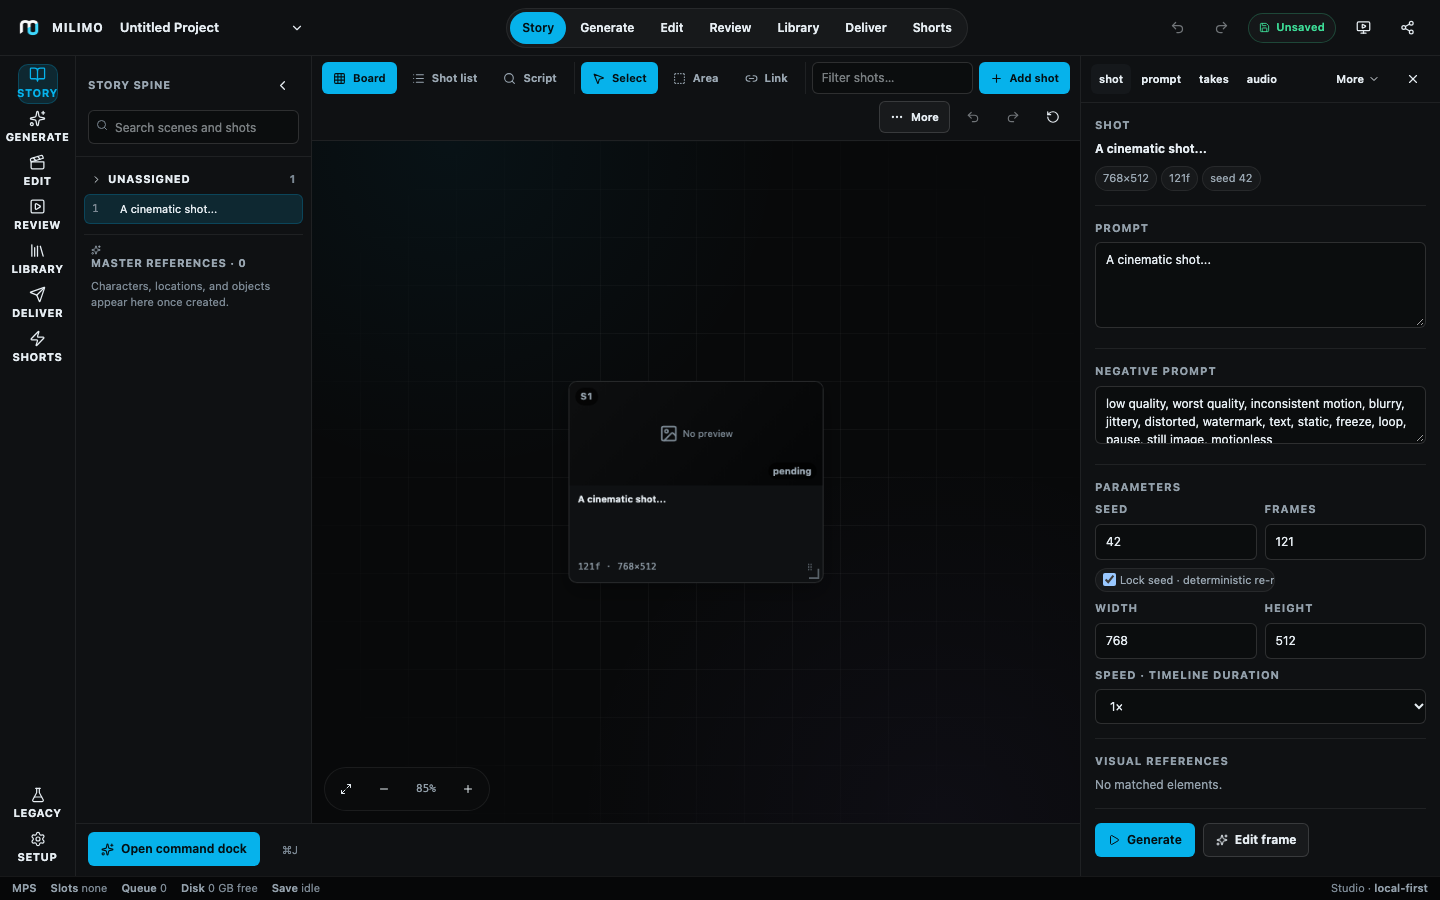 MILIMO
Untitled Project
Story
Generate
Edit
Review
Library
Deliver
Shorts
Unsaved
STORY
GENERATE
EDIT
REVIEW
LIBRARY
DELIVER
SHORTS
LEGACY
SETUP
STORY SPINE
Search scenes and shots
UNASSIGNED 1
1 A cinematic shot...
MASTER REFERENCES · 0
Characters, locations, and objects
appear here once created.
Board
Shot list
Script
Select
Area
Link
Filter shots...
Add shot
More
S1
No preview
pending
A cinematic shot...
121f · 768×512
85%
Open command dock
⌘J
shot
prompt
takes
audio
More
SHOT
A cinematic shot...
768×512
121f
seed 42
PROMPT
A cinematic shot...
NEGATIVE PROMPT
low quality, worst quality, inconsistent motion, blurry,
jittery, distorted, watermark, text, static, freeze, loop,
pause, still image, motionless
PARAMETERS
SEED
FRAMES
42
121
Lock seed · deterministic re-r
WIDTH
HEIGHT
768
512
SPEED · TIMELINE DURATION
1×
VISUAL REFERENCES
No matched elements.
Generate
Edit frame
MPS
Slots none
Queue 0
Disk 0 GB free
Save idle
Studio · local-first